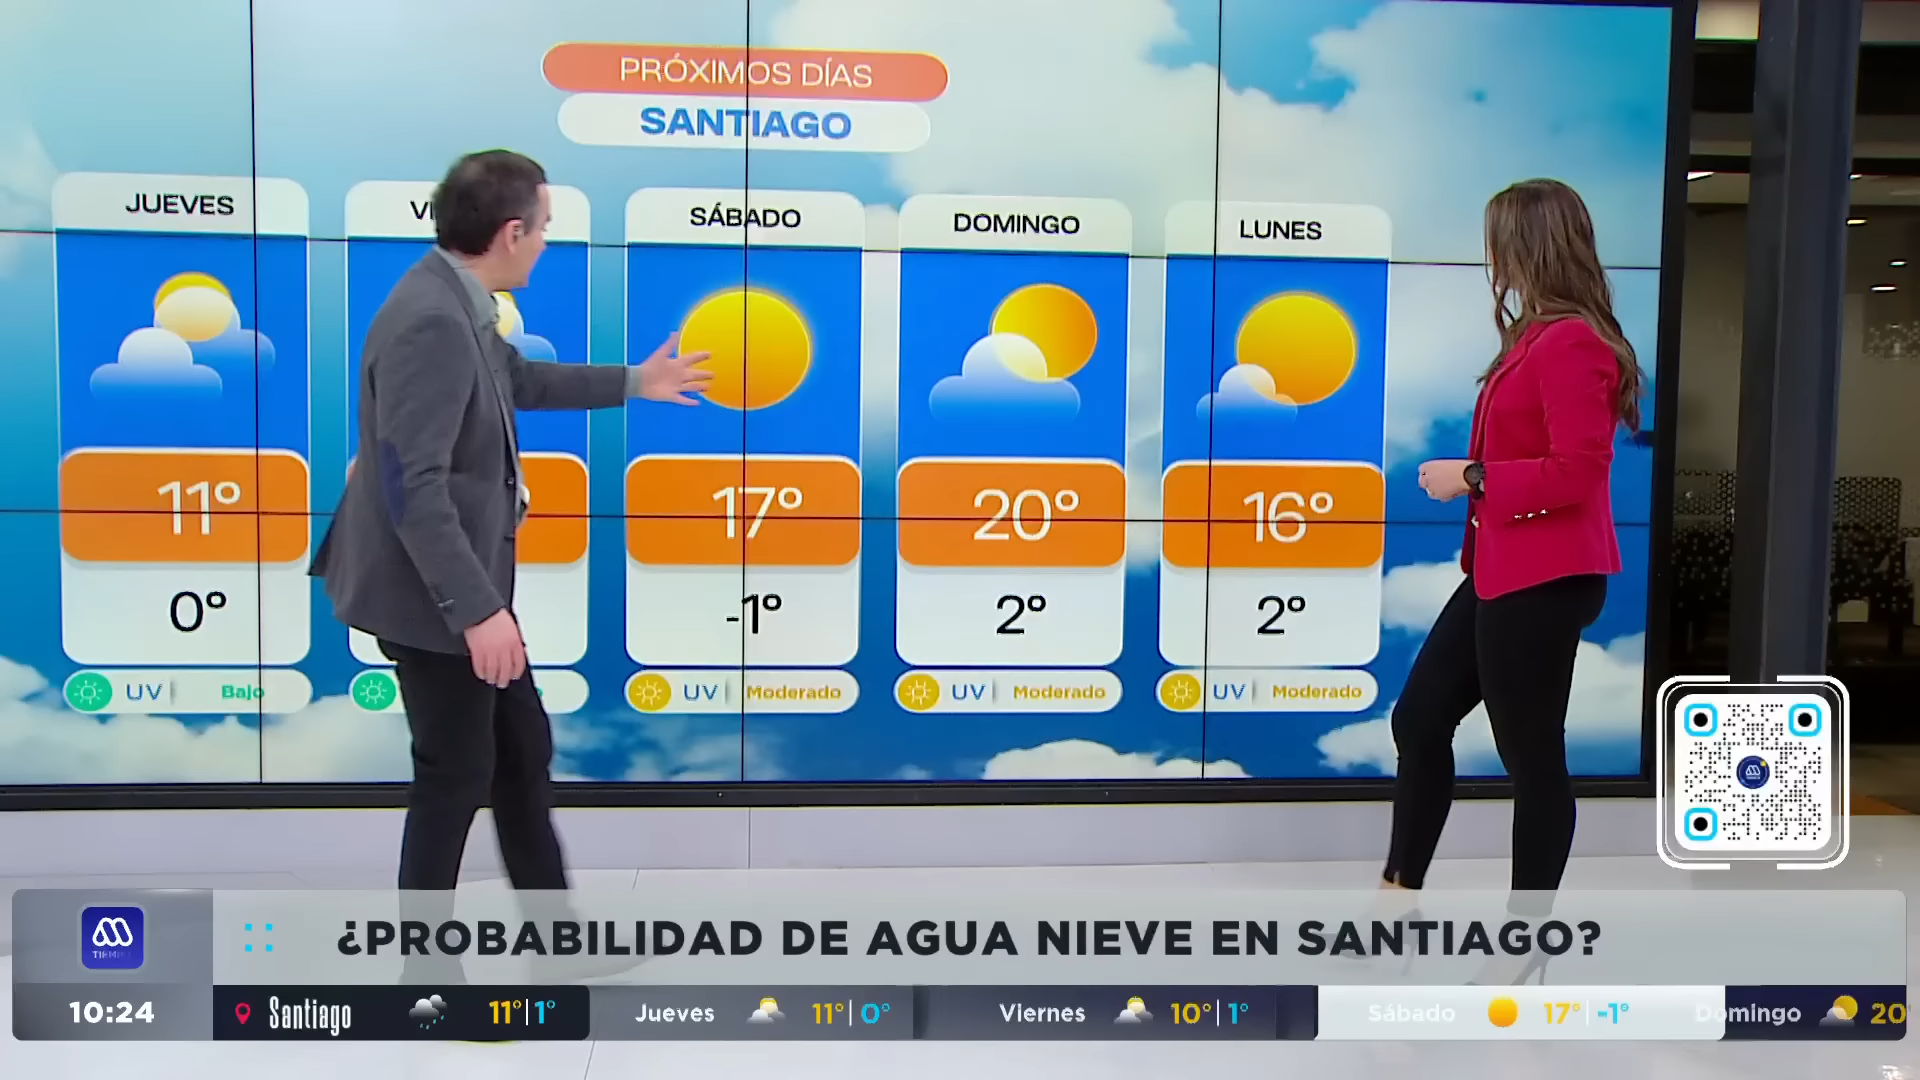 PRÓXIMOS DÍAS
SANTIAGO
JUEVES
SÁBADO
DOMINGO
LUNES
11°
17°
20°
16°
0°
-1°
2°
2°
UV Bajo
UV Moderado
UV Moderado
UV Moderado
¿PROBABILIDAD DE AGUA NIEVE EN SANTIAGO?
10:24
Santiago 11° 1°
Jueves 11° 0°
Viernes 10° 1°
Sábado 17° -1°
Domingo 20°